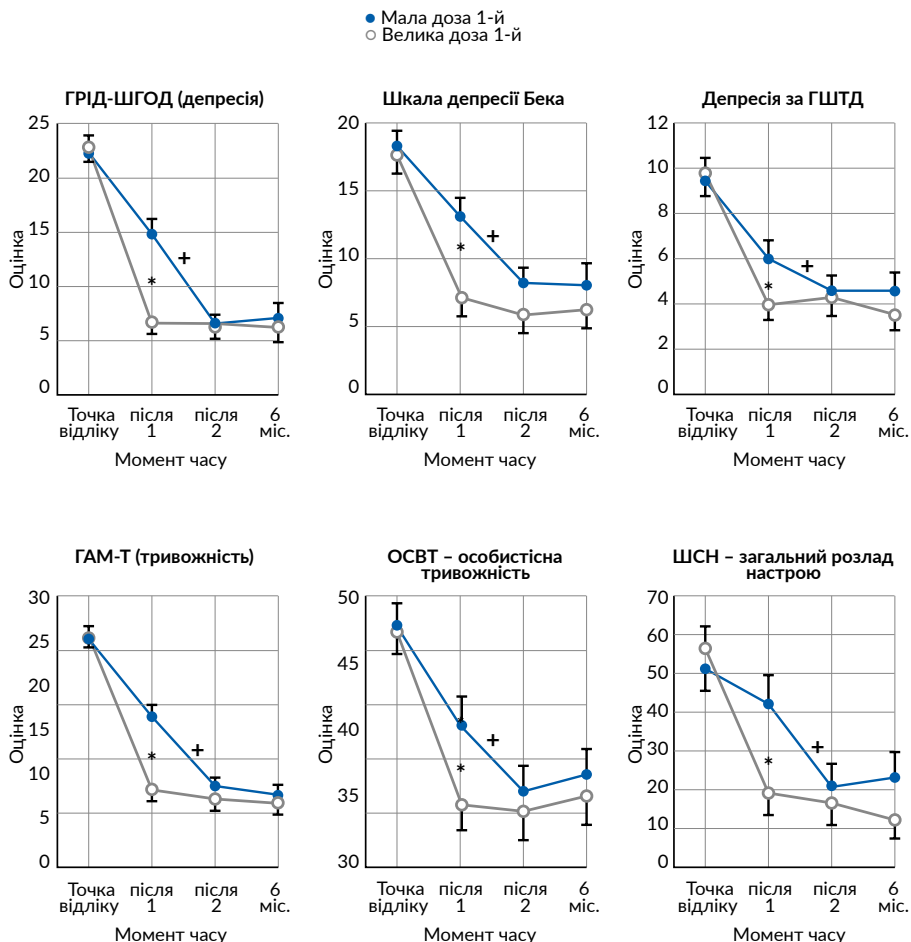 Мала доза 1-й
Велика доза 1-й
ГРІД-ШГОД (депресія)
25
20
15
10
5
0
Оцінка
*
+
Точка відліку
після 1
після 2
6 міс.
Момент часу
Шкала депресії Бека
20
15
10
5
0
Оцінка
*
+
Точка відліку
після 1
після 2
6 міс.
Момент часу
Депресія за ГШТД
12
10
8
6
4
2
0
Оцінка
*
+
Точка відліку
після 1
після 2
6 міс.
Момент часу
ГАМ-Т (тривожність)
30
25
20
15
10
5
0
Оцінка
*
+
Точка відліку
після 1
після 2
6 міс.
Момент часу
ОСВТ – особистісна
тривожність
50
45
40
35
30
Оцінка
*
+
Точка відліку
після 1
після 2
6 міс.
Момент часу
ШСН – загальний розлад
настрою
70
60
50
40
30
20
10
0
Оцінка
*
+
Точка відліку
після 1
після 2
6 міс.
Момент часу